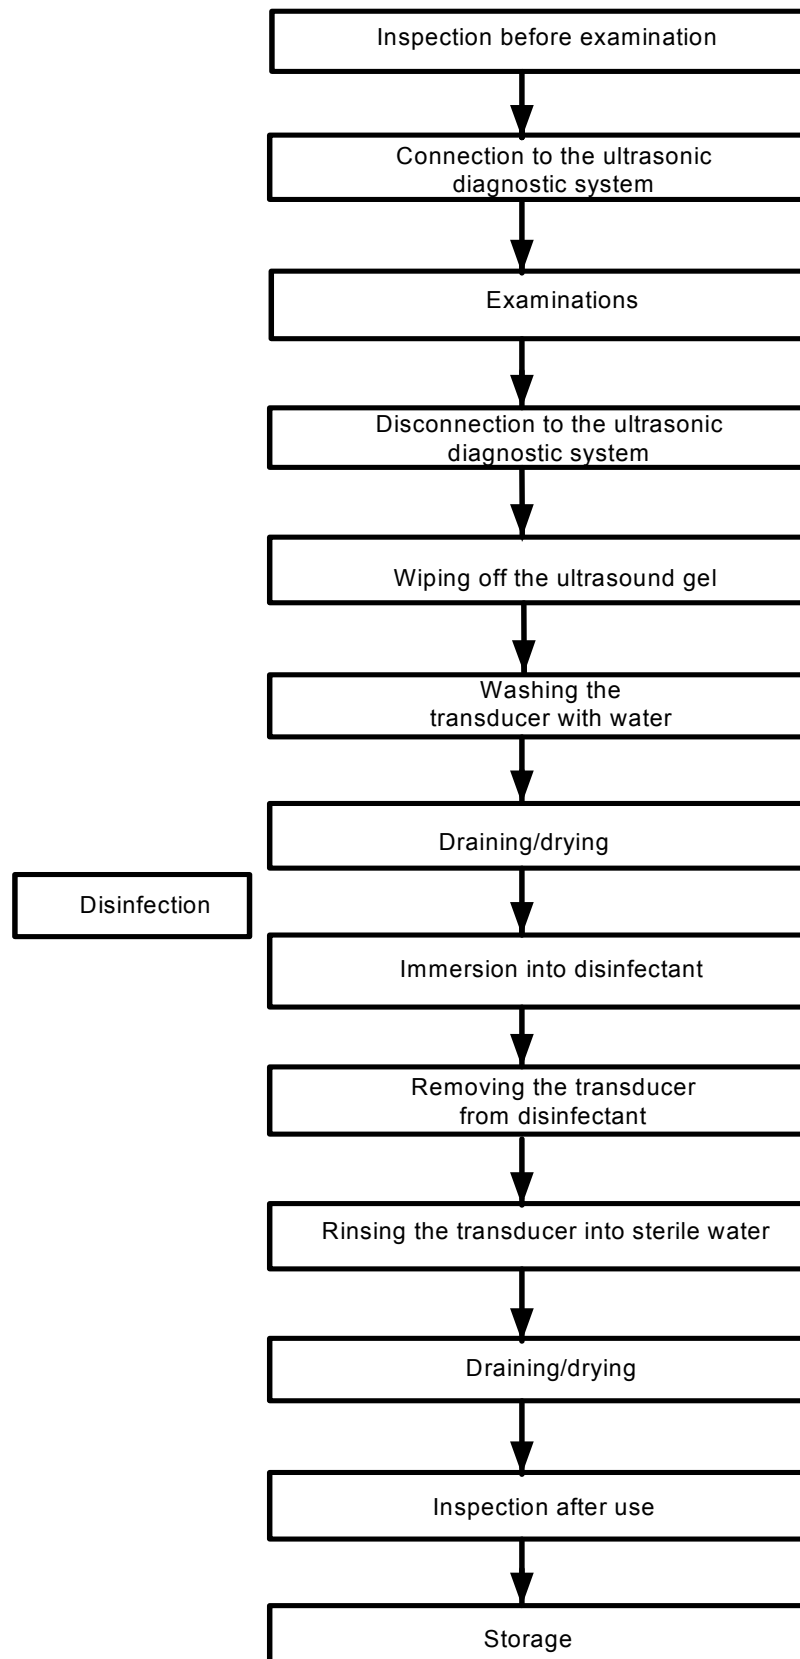 Inspection before examination
Connection to the ultrasonic
diagnostic system
Examinations
Disconnection to the ultrasonic
diagnostic system
Wiping off the ultrasound gel
Washing the
transducer with water
Draining/drying
Disinfection
Immersion into disinfectant
Removing the transducer
from disinfectant
Rinsing the transducer into sterile water
Draining/drying
Inspection after use
Storage